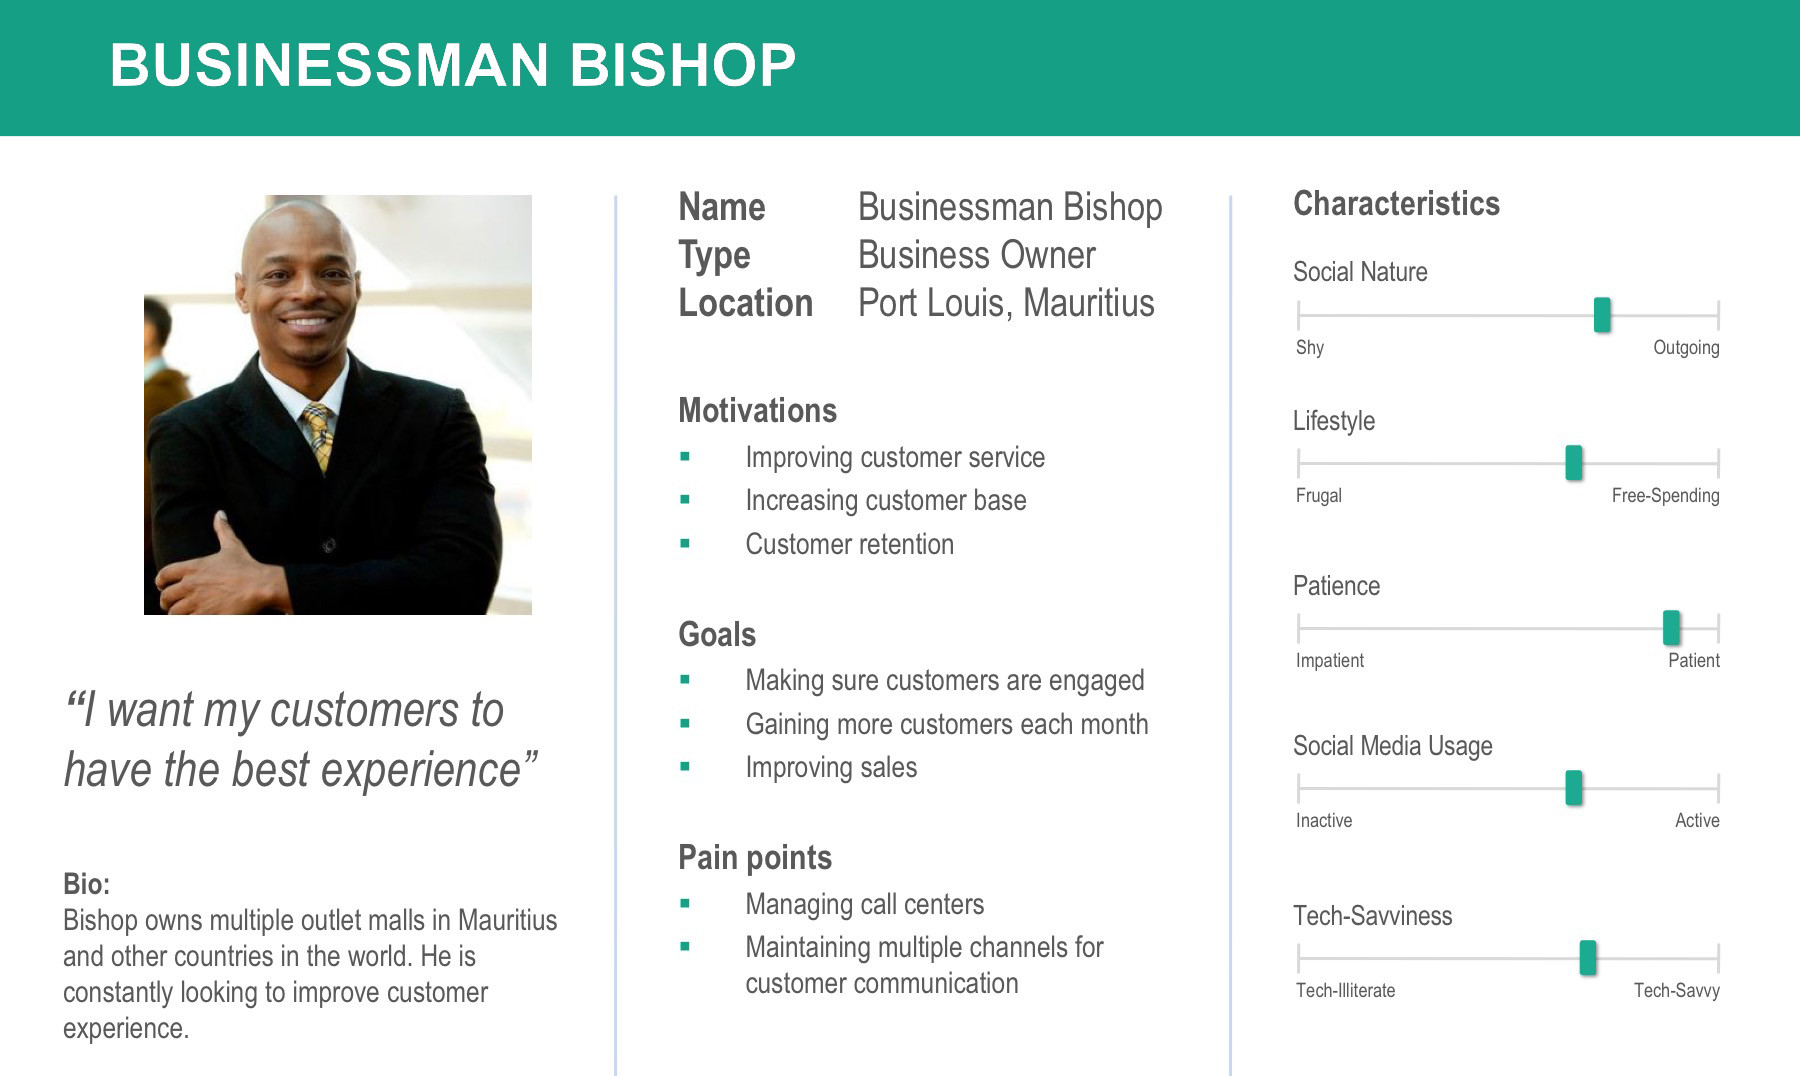 BUSINESSMAN BISHOP
“I want my customers to
have the best experience”
Bio:
Bishop owns multiple outlet malls in Mauritius
and other countries in the world. He is
constantly looking to improve customer
experience.
Name Businessman Bishop
Type Business Owner
Location Port Louis, Mauritius
Motivations
▪ Improving customer service
▪ Increasing customer base
▪ Customer retention
Goals
▪ Making sure customers are engaged
▪ Gaining more customers each month
▪ Improving sales
Pain points
▪ Managing call centers
▪ Maintaining multiple channels for
customer communication
Characteristics
Social Nature
Shy Outgoing
Lifestyle
Frugal Free-Spending
Patience
Impatient Patient
Social Media Usage
Inactive Active
Tech-Savviness
Tech-Illiterate Tech-Savvy